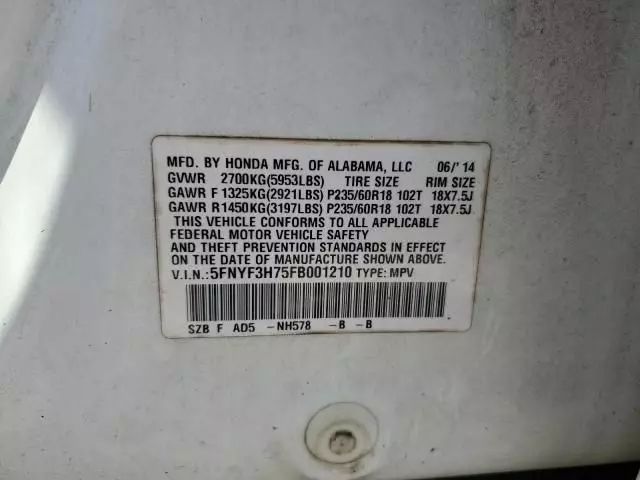 MFD. BY HONDA MFG. OF ALABAMA, LLC 06/'14
GVWR 2700KG(5953LBS) TIRE SIZE RIM SIZE
GAWR F 1325KG(2921LBS) P235/60R18 102T 18X7.5J
GAWR R1450KG(3197LBS) P235/60R18 102T 18X7.5J
THIS VEHICLE CONFORMS TO ALL APPLICABLE
FEDERAL MOTOR VEHICLE SAFETY
AND THEFT PREVENTION STANDARDS IN EFFECT
ON THE DATE OF MANUFACTURE SHOWN ABOVE.
V.I.N.:5FNYF3H75FB001210 TYPE: MPV
SZB F AD5 -NH578 -B -B